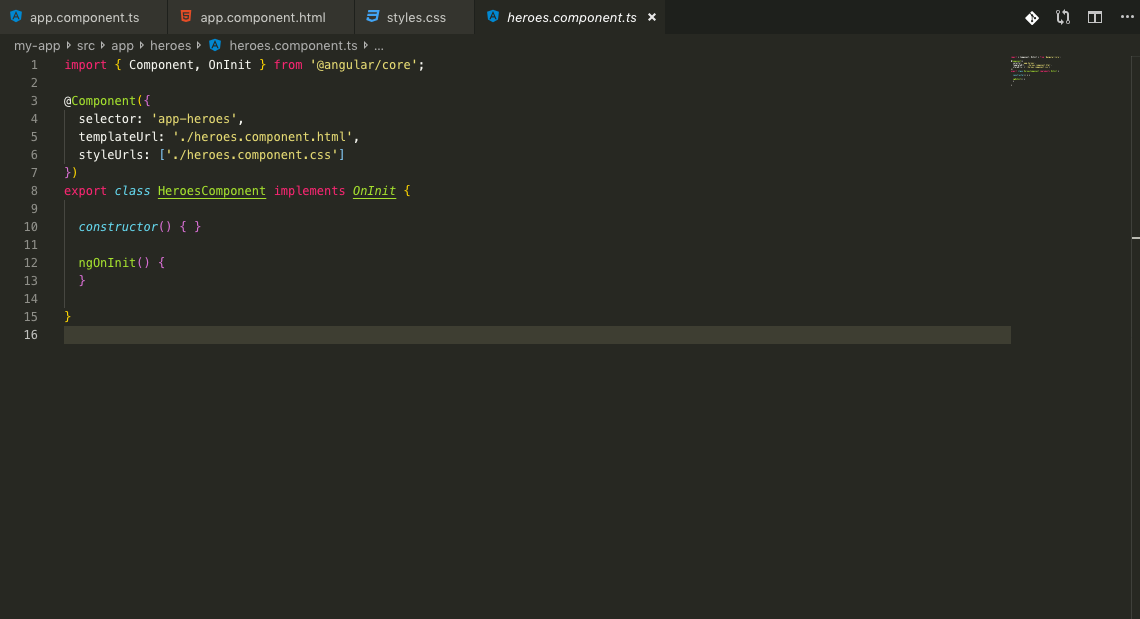 app.component.ts app.component.html styles.css heroes.component.ts ×
my-app src app heroes heroes.component.ts ...
1 import { Component, OnInit } from '@angular/core';
2
3 @Component({
4 selector: 'app-heroes',
5 templateUrl: './heroes.component.html',
6 styleUrls: ['./heroes.component.css']
7 })
8 export class HeroesComponent implements OnInit {
9
10 constructor() { }
11
12 ngOnInit() {
13 }
14
15 }
16